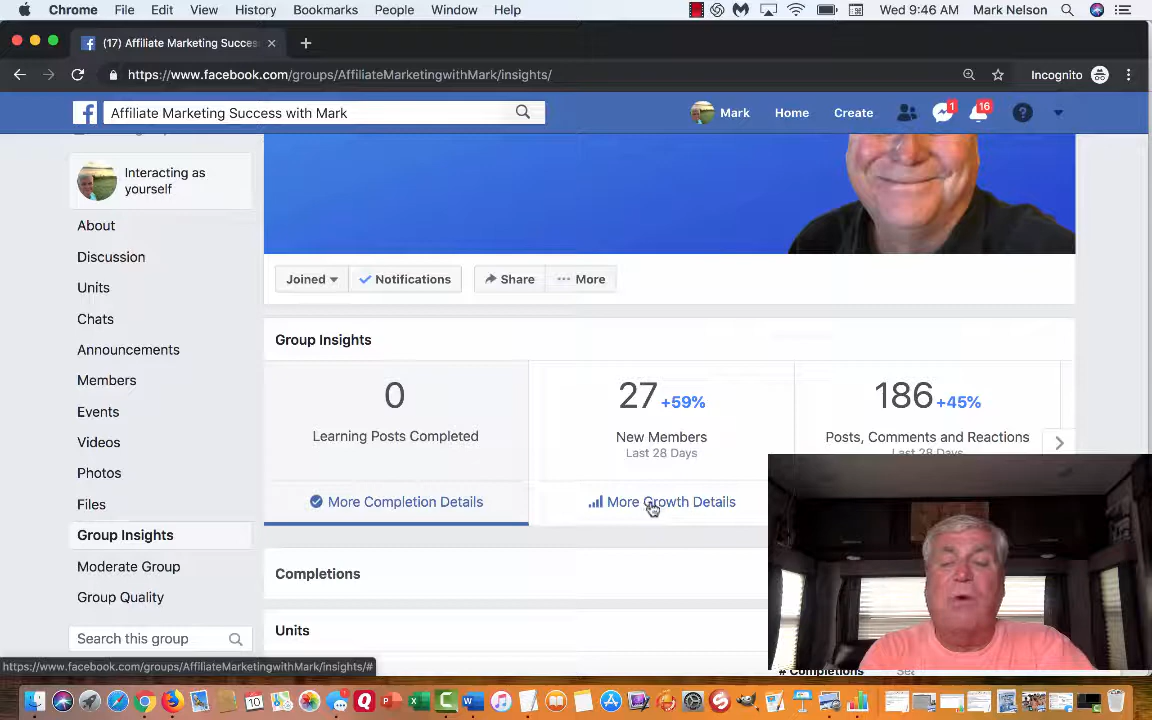 Chrome File Edit View History Bookmarks People Window Help Wed 9:46 AM Mark Nelson
(17) Affiliate Marketing Succes
https://www.facebook.com/groups/AffiliateMarketingwithMark/insights/
Incognito
Affiliate Marketing Success with Mark
Mark Home Create 1 16
Interacting as
yourself
About
Discussion
Units
Chats
Announcements
Members
Events
Videos
Photos
Files
Group Insights
Moderate Group
Group Quality
Search this group
Joined Notifications Share More
Group Insights
0
Learning Posts Completed
More Completion Details
27 +59%
New Members
Last 28 Days
More Growth Details
186 +45%
Posts, Comments and Reactions
Last 28 Days
Completions
Units
# Completions
https://www.facebook.com/groups/AffiliateMarketingwithMark/insights/#